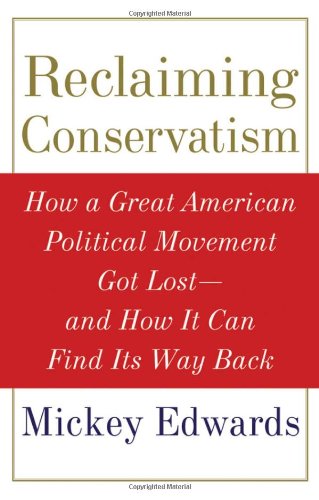 Copyrighted Material
Reclaiming
Conservatism
How a Great American
Political Movement
Got Lost—
and How It Can
Find Its Way Back
Mickey Edwards
Copyrighted Material